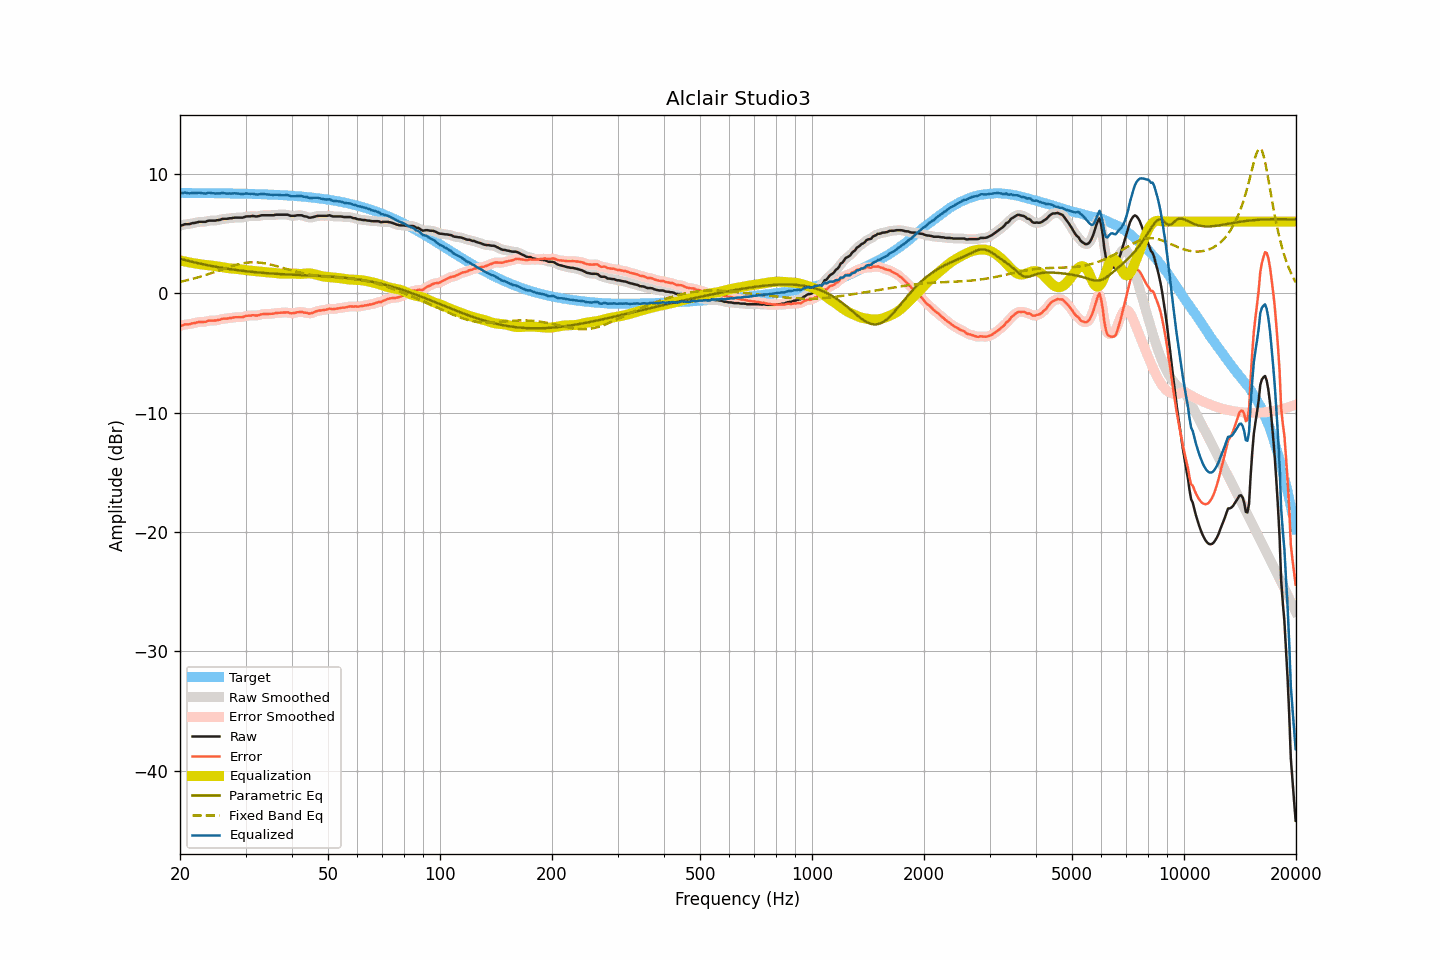 Alclair Studio3
Amplitude (dBr)
10
0
−10
−20
−30
−40
Target
Raw Smoothed
Error Smoothed
Raw
Error
Equalization
Parametric Eq
Fixed Band Eq
Equalized
20 50 100 200 500 1000 2000 5000 10000 20000
Frequency (Hz)